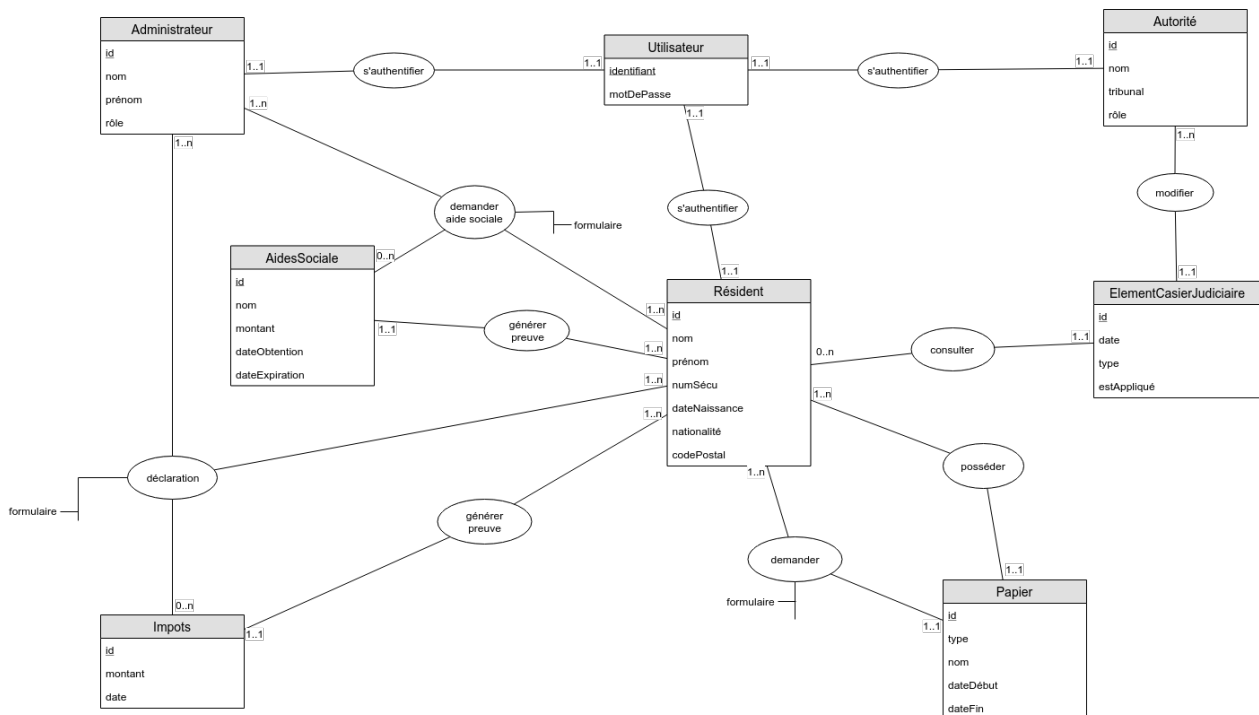 Administrateur
id
nom
prénom
rôle
1..1
s'authentifier
1..1
Utilisateur
identifiant
motDePasse
1..1
s'authentifier
1..1
Autorité
id
nom
tribunal
rôle
1..n
1..n
1..1
1..n
demander
aide sociale
formulaire
s'authentifier
modifier
AidesSociale
id
nom
montant
dateObtention
dateExpiration
0..n
1..1
générer
preuve
1..n
1..n
1..n
1..n
1..1
Résident
id
nom
prénom
numSécu
dateNaissance
nationalité
codePostal
0..n
consulter
1..1
1..1
ElementCasierJudiciaire
id
date
type
estAppliqué
1..n
1..n
posséder
déclaration
formulaire
générer
preuve
demander
formulaire
1..1
1..1
0..n
1..1
Impots
id
montant
date
Papier
id
type
nom
dateDébut
dateFin